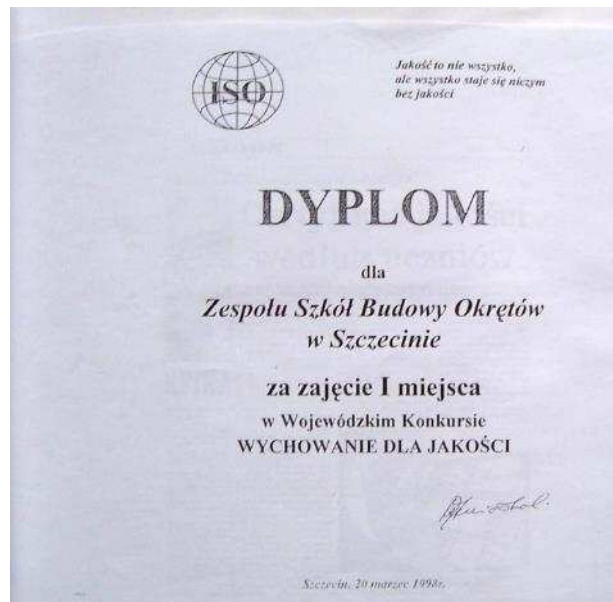 ISO
Jakość to nie wszystko,
ale wszystko staje się niczym
bez jakości
DYPLOM
dla
Zespołu Szkół Budowy Okrętów
w Szczecinie
za zajęcie I miejsca
w Wojewódzkim Konkursie
WYCHOWANIE DLA JAKOŚCI
Szczecin, 20 marzec 1998r.